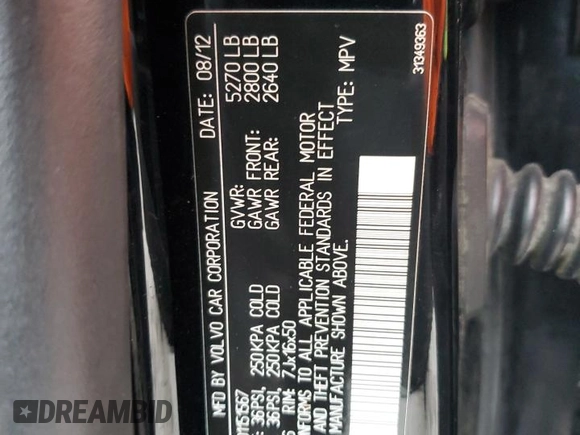 MFD BY VOLVO CAR CORPORATION DATE: 08/12
GVWR: 5270 LB
GAWR FRONT: 2800 LB
GAWR REAR: 2640 LB
36PSI, 250KPA COLD
36PSI, 250KPA COLD
RIM: 7Jx16x50
TO ALL APPLICABLE FEDERAL MOTOR
AND THEFT PREVENTION STANDARDS IN EFFECT
MANUFACTURE SHOWN ABOVE. TYPE: MPV
31349363
DREAMBID